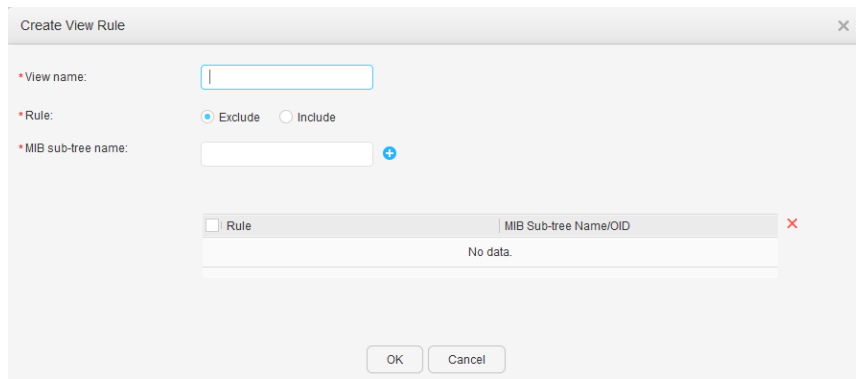 Create View Rule
*View name:
*Rule: Exclude Include
*MIB sub-tree name:
Rule MIB Sub-tree Name/OID
No data.
OK Cancel